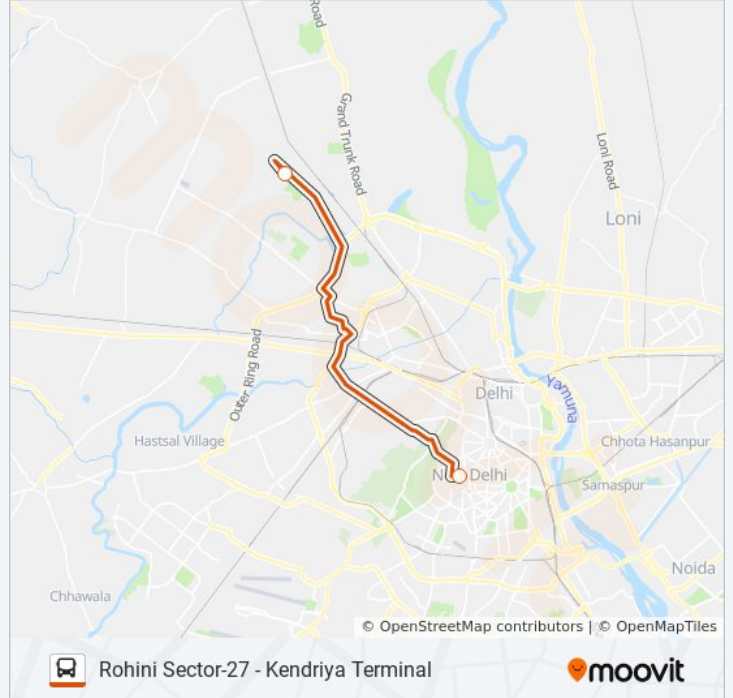 Road
Grand Trunk Road
Loni Road
Loni
Outer Ring Road
Delhi
Yamuna
Hastsal Village
Chhota Hasanpur
N Delhi
Samaspur
Noida
Chhawala
© OpenStreetMap contributors | © OpenMapTiles
Rohini Sector-27 - Kendriya Terminal
moovit